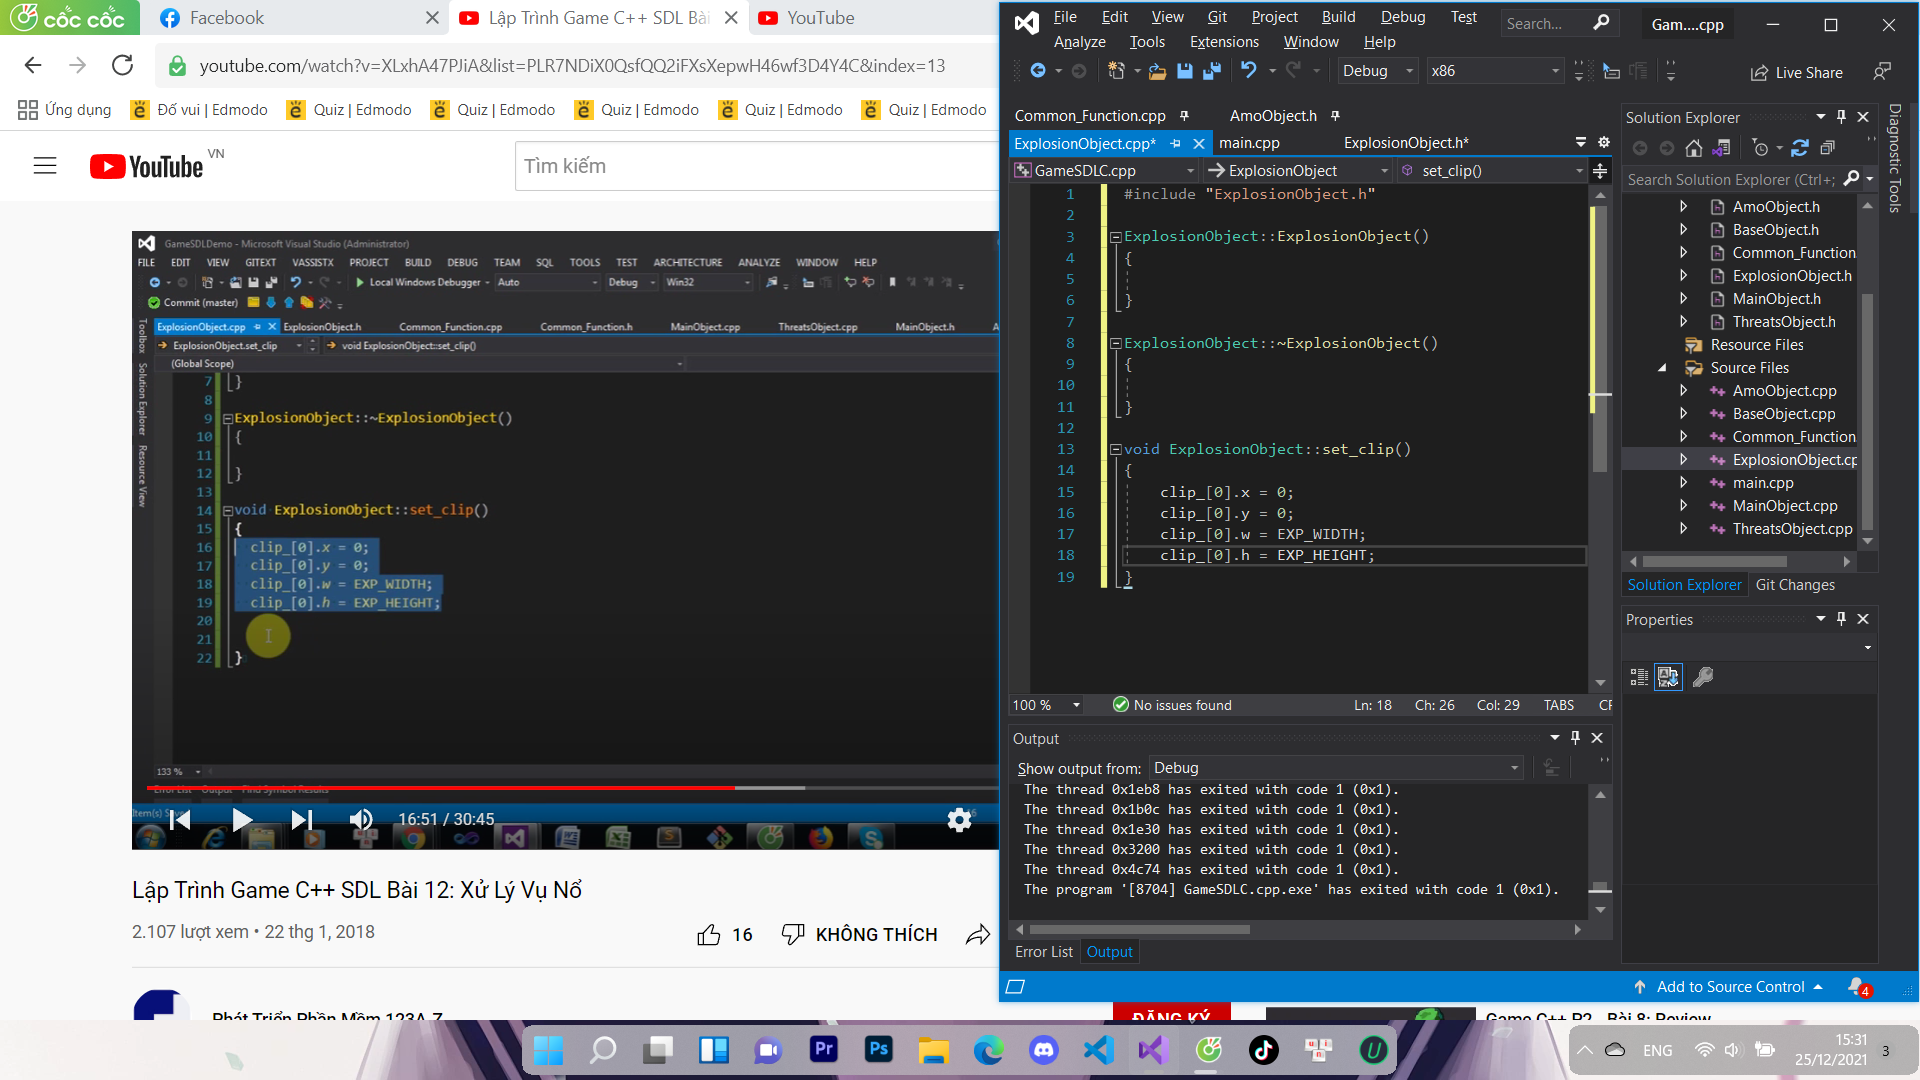 cốc cốc
Facebook
Lập Trình Game C++ SDL Bài
YouTube
youtube.com/watch?v=XLxhA47PJiA&list=PLR7NDiX0QsfQQ2iFXsXepwH46wf3D4Y4C&index=13
Ứng dụng
Đố vui | Edmodo
Quiz | Edmodo
Quiz | Edmodo
Quiz | Edmodo
Quiz | Edmodo
Quiz | Edmodo
YouTube VN
Tìm kiếm
GameSDLDemo - Microsoft Visual Studio (Administrator)
FILE EDIT VIEW GITEXT VASSISTX PROJECT BUILD DEBUG TEAM SQL TOOLS TEST ARCHITECTURE ANALYZE WINDOW HELP
Local Windows Debugger Auto Debug Win32
Commit (master)
ExplosionObject.cpp ExplosionObject.h Common_Function.cpp Common_Function.h MainObject.cpp ThreatsObject.cpp MainObject.h A
ExplosionObject.set_clip void ExplosionObject::set_clip()
(Global Scope)
Toolbox
Solution Explorer
Resource View
7 }
8
9 ExplosionObject::~ExplosionObject()
10 {
11
12 }
13
14 void ExplosionObject::set_clip()
15 {
16 clip_[0].x = 0;
17 clip_[0].y = 0;
18 clip_[0].w = EXP_WIDTH;
19 clip_[0].h = EXP_HEIGHT;
20
21
22 }
133 %
Error List Output Find Symbol Results
Item(s) Saved
16:51 / 30:45
Lập Trình Game C++ SDL Bài 12: Xử Lý Vụ Nổ
2.107 lượt xem • 22 thg 1, 2018
16
KHÔNG THÍCH
Phát Triển Phần Mềm 123A-Z
ĐĂNG KÝ
Game C++ P2 - Bài 8: Review
File Edit View Git Project Build Debug Test
Analyze Tools Extensions Window Help
Search...
Gam....cpp
Debug x86
Live Share
Common_Function.cpp AmoObject.h
ExplosionObject.cpp* main.cpp ExplosionObject.h*
GameSDLC.cpp ExplosionObject set_clip()
1 #include "ExplosionObject.h"
2
3 ExplosionObject::ExplosionObject()
4 {
5
6 }
7
8 ExplosionObject::~ExplosionObject()
9 {
10
11 }
12
13 void ExplosionObject::set_clip()
14 {
15 clip_[0].x = 0;
16 clip_[0].y = 0;
17 clip_[0].w = EXP_WIDTH;
18 clip_[0].h = EXP_HEIGHT;
19 }
100 % No issues found Ln: 18 Ch: 26 Col: 29 TABS CR
Output
Show output from: Debug
The thread 0x1eb8 has exited with code 1 (0x1).
The thread 0x1b0c has exited with code 1 (0x1).
The thread 0x1e30 has exited with code 1 (0x1).
The thread 0x3200 has exited with code 1 (0x1).
The thread 0x4c74 has exited with code 1 (0x1).
The program '[8704] GameSDLC.cpp.exe' has exited with code 1 (0x1).
Error List Output
Solution Explorer
Search Solution Explorer (Ctrl+;
AmoObject.h
BaseObject.h
Common_Function
ExplosionObject.h
MainObject.h
ThreatsObject.h
Resource Files
Source Files
AmoObject.cpp
BaseObject.cpp
Common_Function
ExplosionObject.cp
main.cpp
MainObject.cpp
ThreatsObject.cpp
Solution Explorer Git Changes
Properties
Diagnostic Tools
Add to Source Control
4
Pr
Ps
ENG
15:31
25/12/2021
3